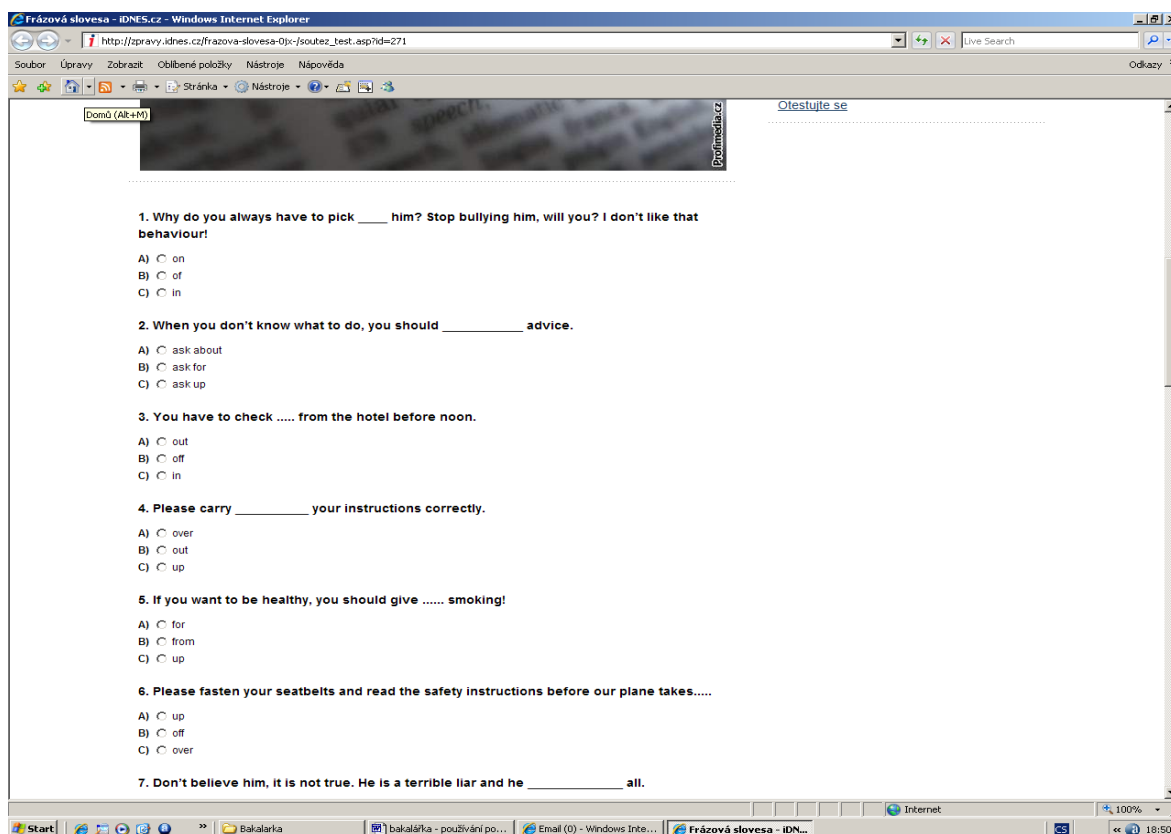 Frázová slovesa - iDNES.cz - Windows Internet Explorer
http://zpravy.idnes.cz/frazova-slovesa-0jx-/soutez_test.asp?id=271
Live Search
Soubor Úpravy Zobrazit Oblíbené položky Nástroje Nápověda
Odkazy
Stránka Nástroje
Domů (Alt+M)
Profimedia.cz
Otestujte se
1. Why do you always have to pick ____ him? Stop bullying him, will you? I don't like that
behaviour!
A) on
B) of
C) in
2. When you don't know what to do, you should ___________ advice.
A) ask about
B) ask for
C) ask up
3. You have to check ..... from the hotel before noon.
A) out
B) off
C) in
4. Please carry __________ your instructions correctly.
A) over
B) out
C) up
5. If you want to be healthy, you should give ...... smoking!
A) for
B) from
C) up
6. Please fasten your seatbelts and read the safety instructions before our plane takes.....
A) up
B) off
C) over
7. Don't believe him, it is not true. He is a terrible liar and he _____________ all.
Internet
100%
Start
»
Bakalarka
bakalářka - používání po...
Email (0) - Windows Inte...
Frázová slovesa - iDN...
CS
«
18:50